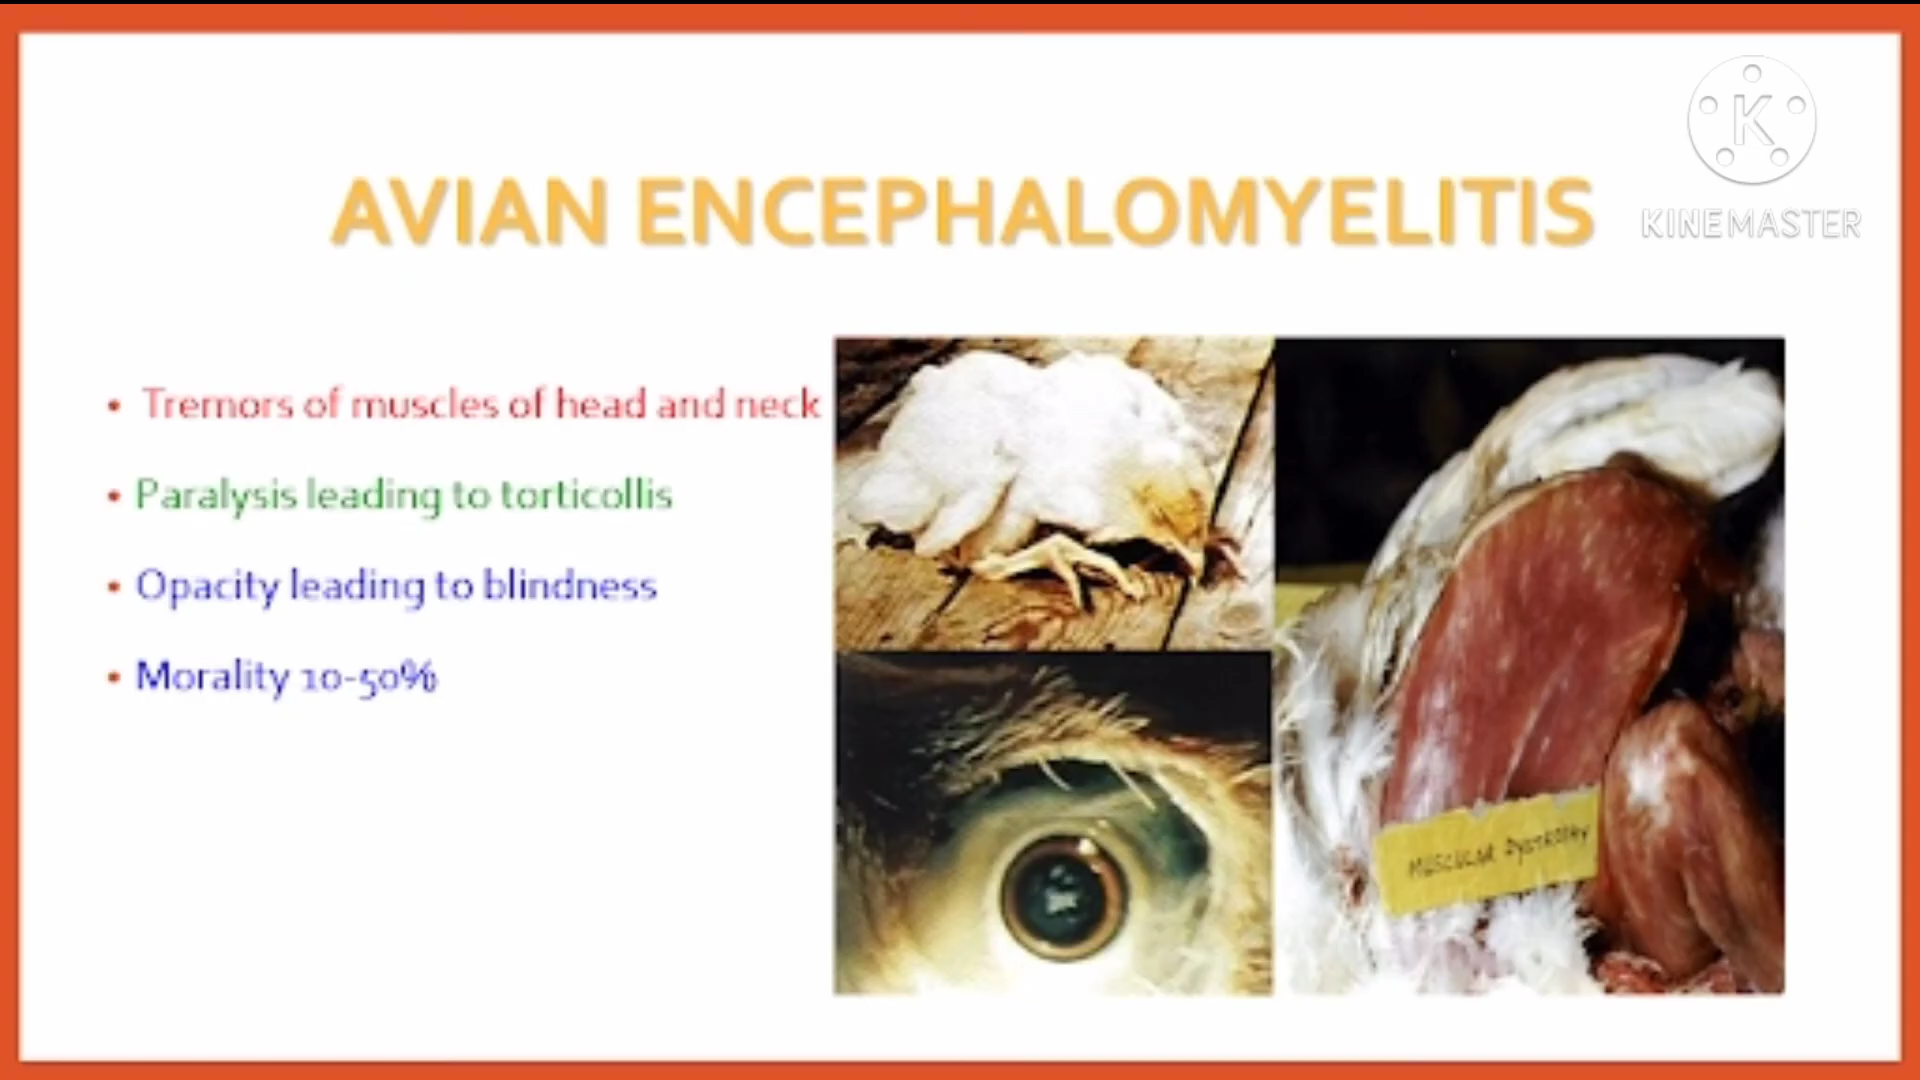 K
KINEMASTER
AVIAN ENCEPHALOMYELITIS
• Tremors of muscles of head and neck
• Paralysis leading to torticollis
• Opacity leading to blindness
• Morality 10-50%
MUSCULAR DYSTROPHY